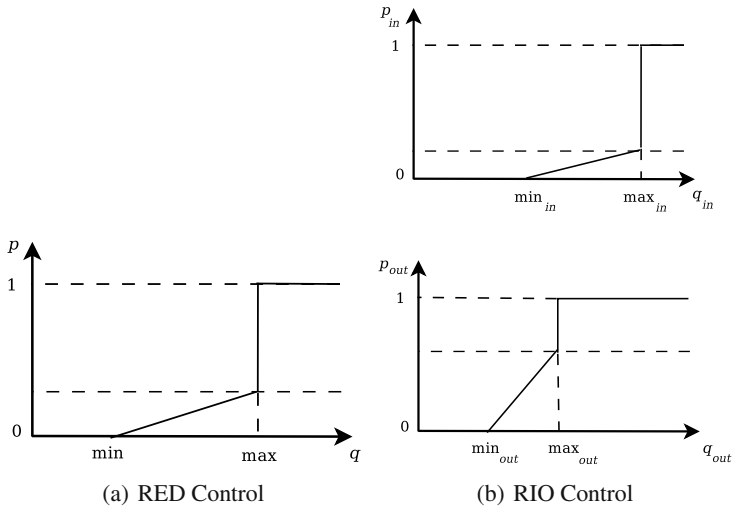 p_in
1
0
min_in
max_in
q_in
p
1
0
min
max
q
(a) RED Control
p_out
1
0
min_out
max_out
q_out
(b) RIO Control